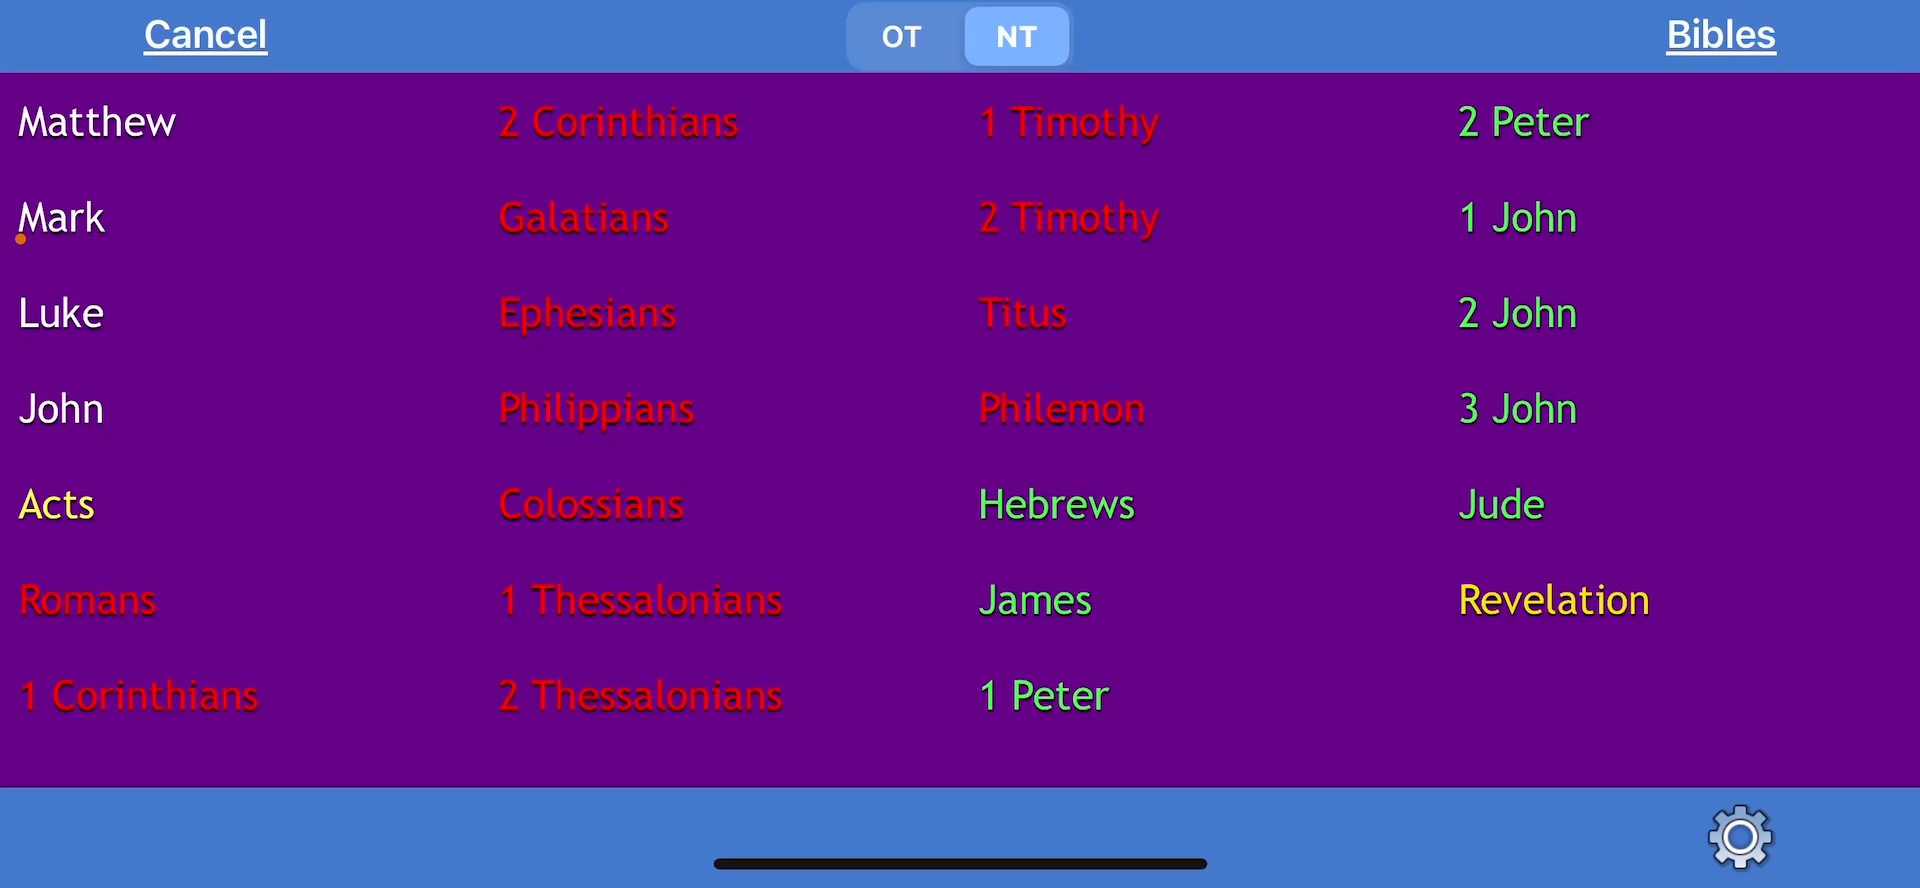 Cancel OT NT Bibles
Matthew
Mark
Luke
John
Acts
Romans
1 Corinthians
2 Corinthians
Galatians
Ephesians
Philippians
Colossians
1 Thessalonians
2 Thessalonians
1 Timothy
2 Timothy
Titus
Philemon
Hebrews
James
1 Peter
2 Peter
1 John
2 John
3 John
Jude
Revelation